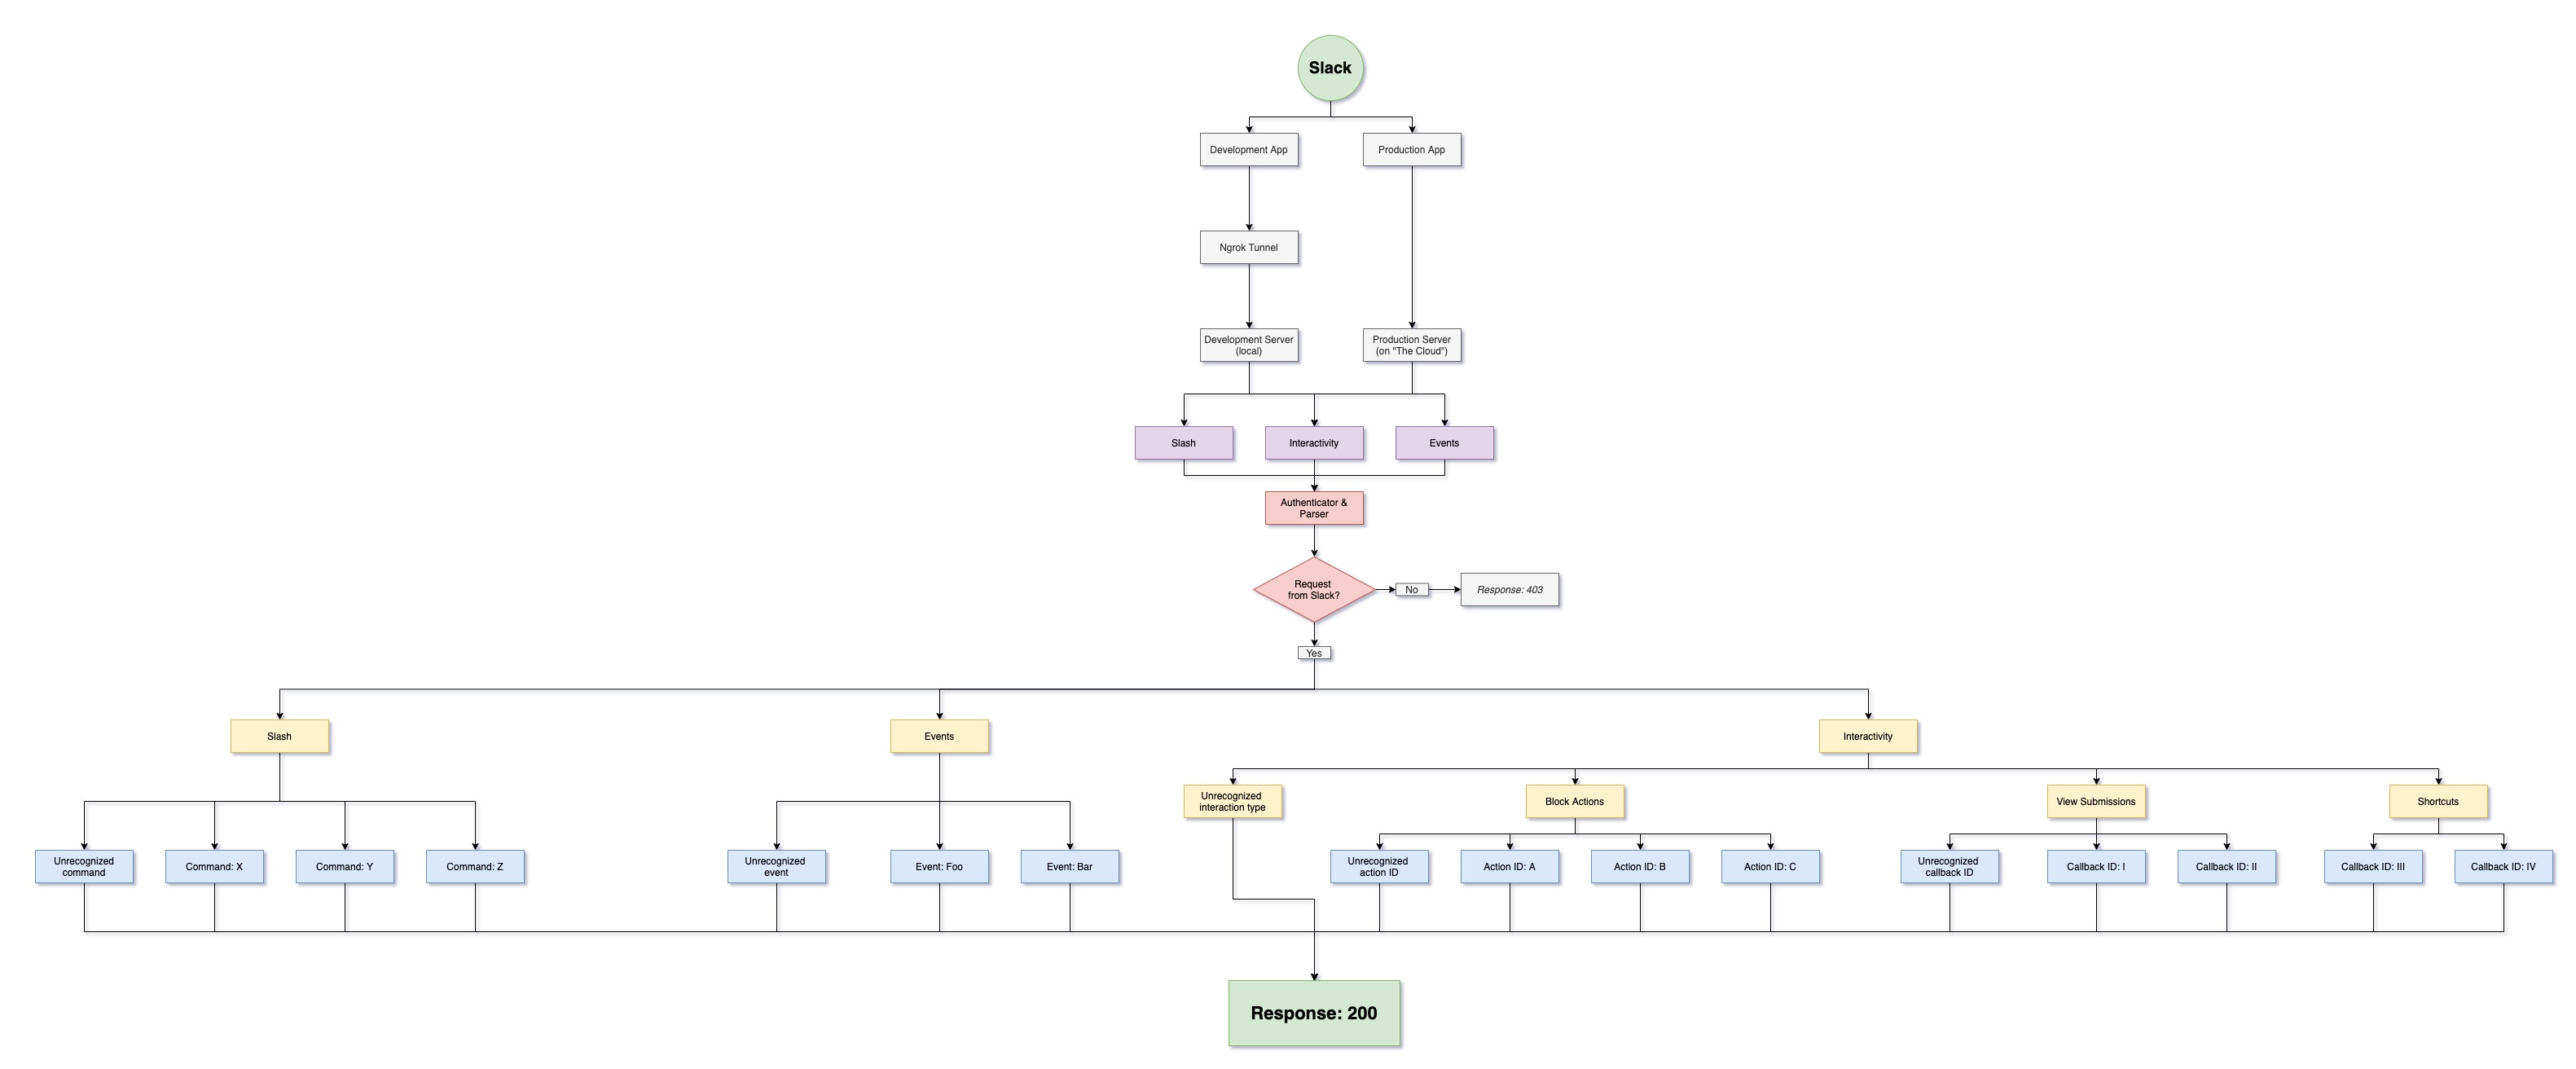 Slack
Development App
Production App
Ngrok Tunnel
Development Server
(local)
Production Server
(on "The Cloud")
Slash
Interactivity
Events
Authenticator &
Parser
Request
from Slack?
No
Response: 403
Yes
Slash
Events
Interactivity
Unrecognized
interaction type
Block Actions
View Submissions
Shortcuts
Unrecognized
command
Command: X
Command: Y
Command: Z
Unrecognized
event
Event: Foo
Event: Bar
Unrecognized
action ID
Action ID: A
Action ID: B
Action ID: C
Unrecognized
callback ID
Callback ID: I
Callback ID: II
Callback ID: III
Callback ID: IV
Response: 200